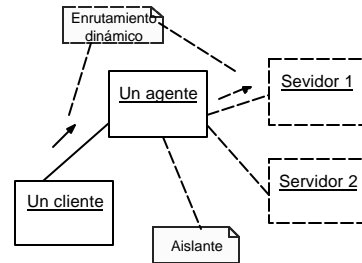 Enrutamiento
dinámico
Un agente
Sevidor 1
Un cliente
Servidor 2
Aislante